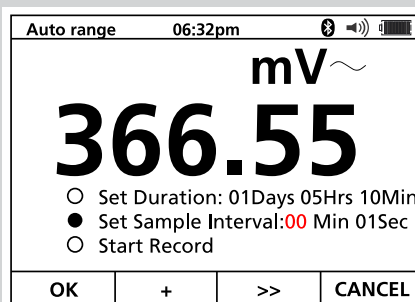 Auto range 06:32pm
mV
366.55
Set Duration: 01Days 05Hrs 10Min
Set Sample Interval:00 Min 01Sec
Start Record
OK + >> CANCEL